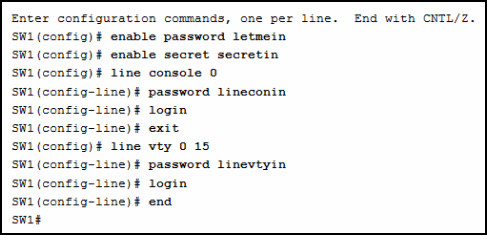 Enter configuration commands, one per line.  End with CNTL/Z.
SW1(config)# enable password letmein
SW1(config)# enable secret secretin
SW1(config)# line console 0
SW1(config-line)# password lineconin
SW1(config-line)# login
SW1(config-line)# exit
SW1(config)# line vty 0 15
SW1(config-line)# password linevtyin
SW1(config-line)# login
SW1(config-line)# end
SW1#